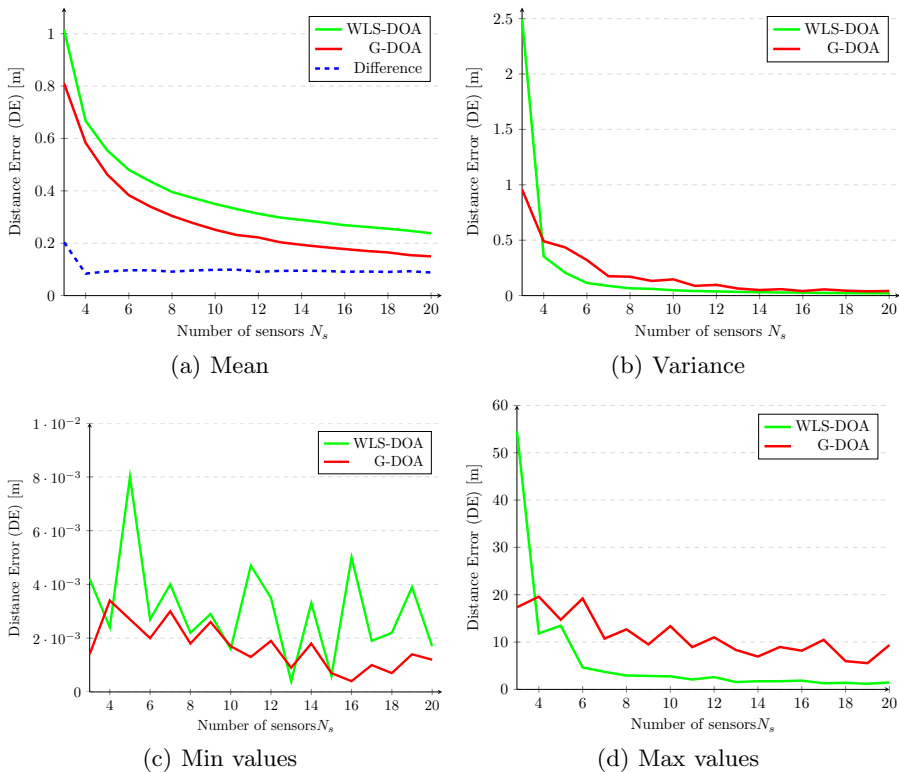 WLS-DOA
G-DOA
Difference
Distance Error (DE) [m]
1
0.8
0.6
0.4
0.2
0
4 6 8 10 12 14 16 18 20
Number of sensors N_s
(a) Mean
WLS-DOA
G-DOA
Distance Error (DE) [m]
2.5
2
1.5
1
0.5
0
4 6 8 10 12 14 16 18 20
Number of sensors N_s
(b) Variance
WLS-DOA
G-DOA
Distance Error (DE) [m]
1 · 10⁻²
8 · 10⁻³
6 · 10⁻³
4 · 10⁻³
2 · 10⁻³
0
4 6 8 10 12 14 16 18 20
Number of sensorsN_s
(c) Min values
WLS-DOA
G-DOA
Distance Error (DE) [m]
60
50
40
30
20
10
0
4 6 8 10 12 14 16 18 20
Number of sensors N_s
(d) Max values